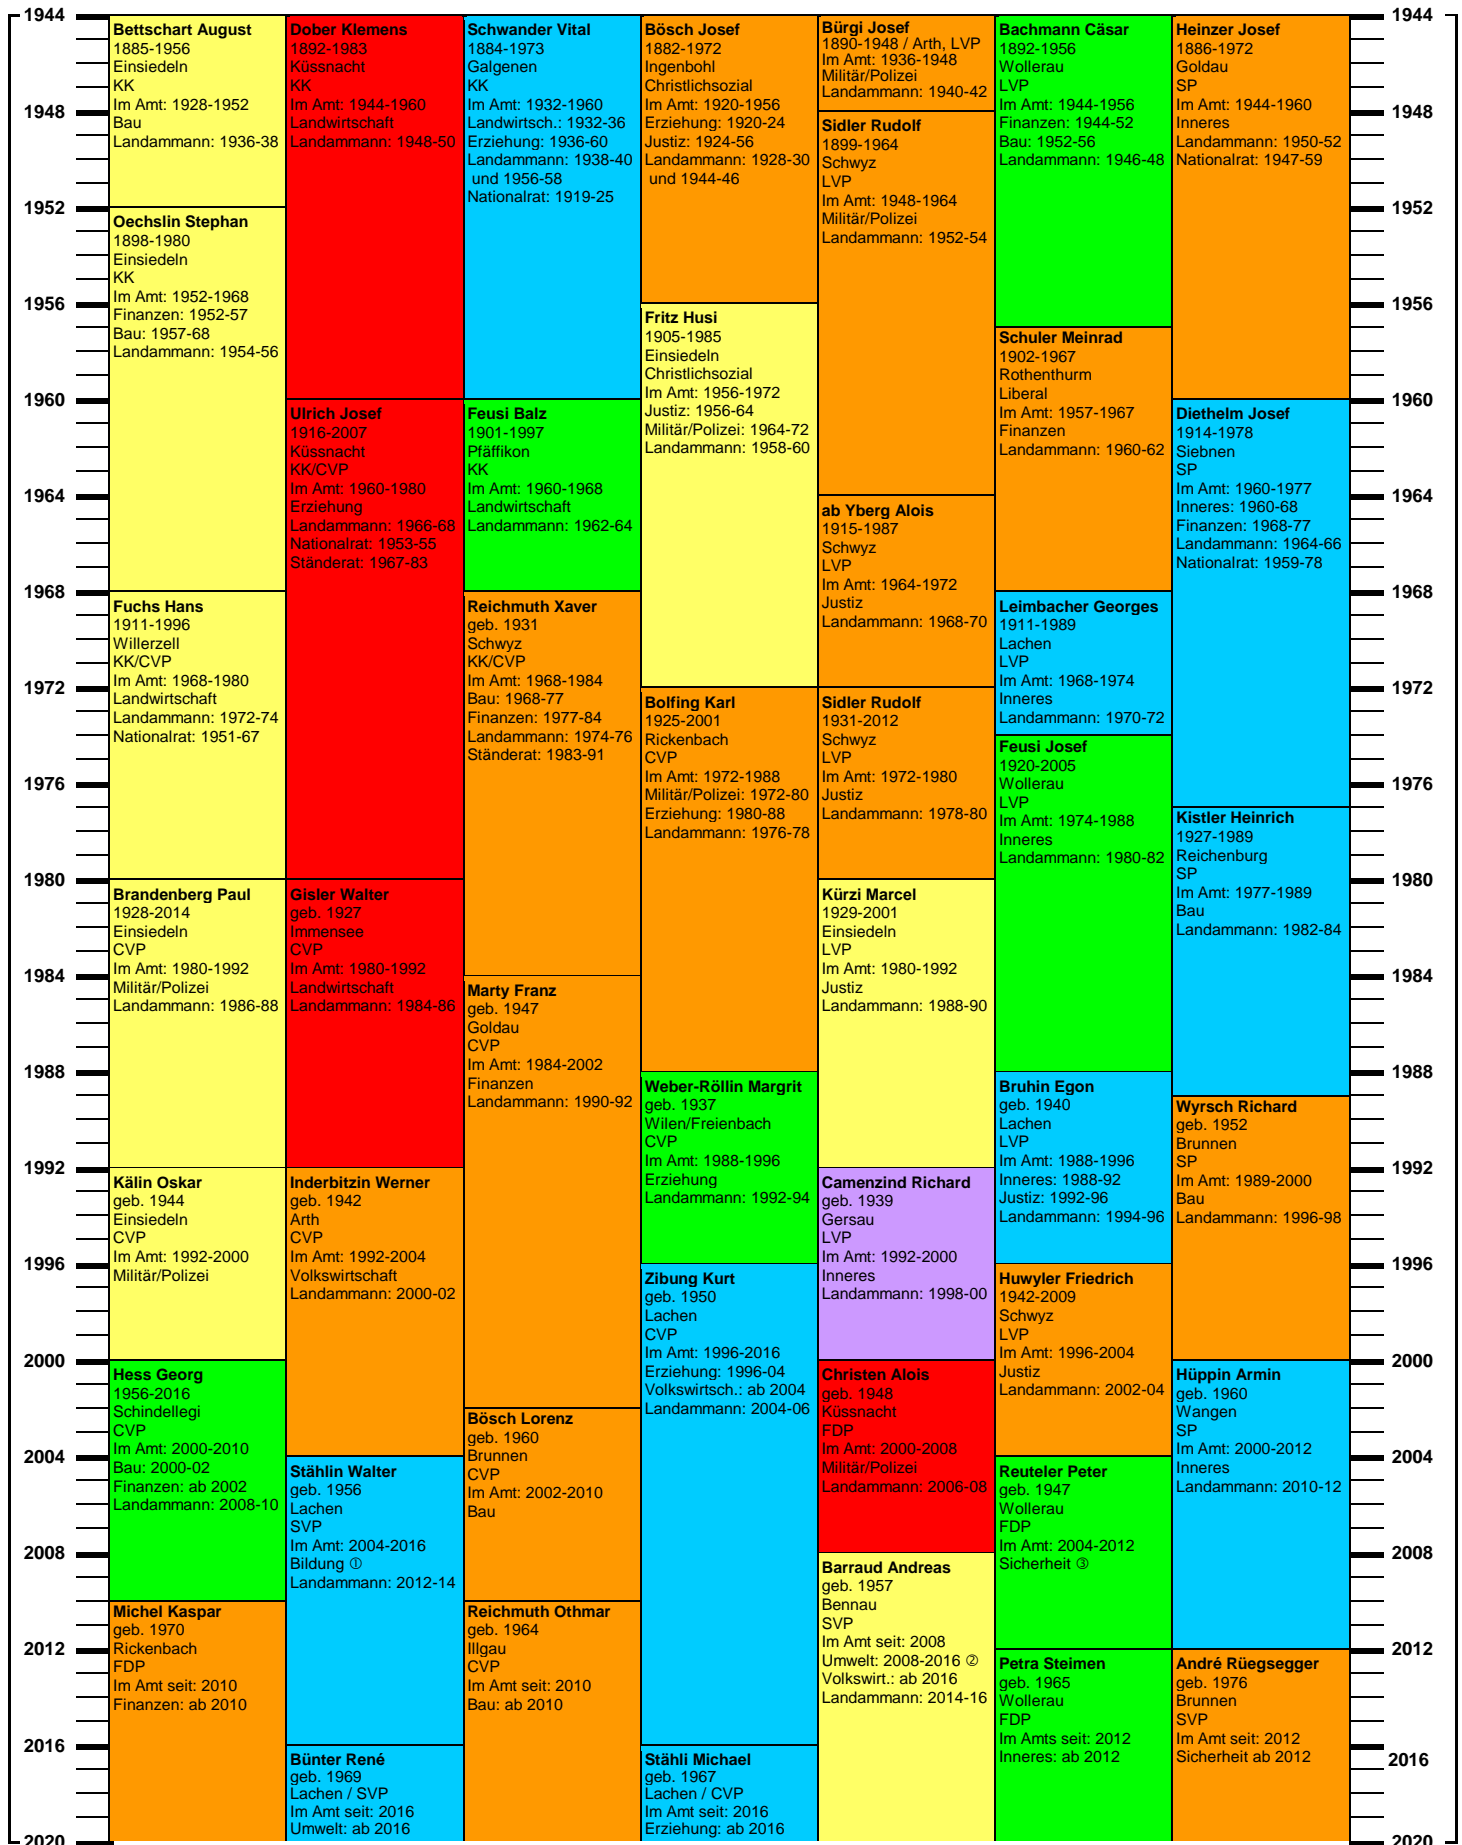 1944
1948
1952
1956
1960
1964
1968
1972
1976
1980
1984
1988
1992
1996
2000
2004
2008
2012
2016
2020
Bettschart August
1885-1956
Einsiedeln
KK
Im Amt: 1928-1952
Bau
Landammann: 1936-38
Oechslin Stephan
1898-1980
Einsiedeln
KK
Im Amt: 1952-1968
Finanzen: 1952-57
Bau: 1957-68
Landammann: 1954-56
Fuchs Hans
1911-1996
Willerzell
KK/CVP
Im Amt: 1968-1980
Landwirtschaft
Landammann: 1972-74
Nationalrat: 1951-67
Brandenberg Paul
1928-2014
Einsiedeln
CVP
Im Amt: 1980-1992
Militär/Polizei
Landammann: 1986-88
Kälin Oskar
geb. 1944
Einsiedeln
CVP
Im Amt: 1992-2000
Militär/Polizei
Hess Georg
1956-2016
Schindellegi
CVP
Im Amt: 2000-2010
Bau: 2000-02
Finanzen: ab 2002
Landammann: 2008-10
Michel Kaspar
geb. 1970
Rickenbach
FDP
Im Amt seit: 2010
Finanzen: ab 2010
Dober Klemens
1892-1983
Küssnacht
KK
Im Amt: 1944-1960
Landwirtschaft
Landammann: 1948-50
Ulrich Josef
1916-2007
Küssnacht
KK/CVP
Im Amt: 1960-1980
Erziehung
Landammann: 1966-68
Nationalrat: 1953-55
Ständerat: 1967-83
Gisler Walter
geb. 1927
Immensee
CVP
Im Amt: 1980-1992
Landwirtschaft
Landammann: 1984-86
Inderbitzin Werner
geb. 1942
Arth
CVP
Im Amt: 1992-2004
Volkswirtschaft
Landammann: 2000-02
Stählin Walter
geb. 1956
Lachen
SVP
Im Amt: 2004-2016
Bildung ①
Landammann: 2012-14
Bünter René
geb. 1969
Lachen / SVP
Im Amt seit: 2016
Umwelt: ab 2016
Schwander Vital
1884-1973
Galgenen
KK
Im Amt: 1932-1960
Landwirtsch.: 1932-36
Erziehung: 1936-60
Landammann: 1938-40
und 1956-58
Nationalrat: 1919-25
Feusi Balz
1901-1997
Pfäffikon
KK
Im Amt: 1960-1968
Landwirtschaft
Landammann: 1962-64
Reichmuth Xaver
geb. 1931
Schwyz
KK/CVP
Im Amt: 1968-1984
Bau: 1968-77
Finanzen: 1977-84
Landammann: 1974-76
Ständerat: 1983-91
Marty Franz
geb. 1947
Goldau
CVP
Im Amt: 1984-2002
Finanzen
Landammann: 1990-92
Bösch Lorenz
geb. 1960
Brunnen
CVP
Im Amt: 2002-2010
Bau
Reichmuth Othmar
geb. 1964
Illgau
CVP
Im Amt seit: 2010
Bau: ab 2010
Bösch Josef
1882-1972
Ingenbohl
Christlichsozial
Im Amt: 1920-1956
Erziehung: 1920-24
Justiz: 1924-56
Landammann: 1928-30
und 1944-46
Fritz Husi
1905-1985
Einsiedeln
Christlichsozial
Im Amt: 1956-1972
Justiz: 1956-64
Militär/Polizei: 1964-72
Landammann: 1958-60
Bolfing Karl
1925-2001
Rickenbach
CVP
Im Amt: 1972-1988
Militär/Polizei: 1972-80
Erziehung: 1980-88
Landammann: 1976-78
Weber-Röllin Margrit
geb. 1937
Wilen/Freienbach
CVP
Im Amt: 1988-1996
Erziehung
Landammann: 1992-94
Zibung Kurt
geb. 1950
Lachen
CVP
Im Amt: 1996-2016
Erziehung: 1996-04
Volkswirtsch.: ab 2004
Landammann: 2004-06
Stähli Michael
geb. 1967
Lachen / CVP
Im Amt seit: 2016
Erziehung: ab 2016
Bürgi Josef
1890-1948 / Arth, LVP
Im Amt: 1936-1948
Militär/Polizei
Landammann: 1940-42
Sidler Rudolf
1899-1964
Schwyz
LVP
Im Amt: 1948-1964
Militär/Polizei
Landammann: 1952-54
ab Yberg Alois
1915-1987
Schwyz
LVP
Im Amt: 1964-1972
Justiz
Landammann: 1968-70
Sidler Rudolf
1931-2012
Schwyz
LVP
Im Amt: 1972-1980
Justiz
Landammann: 1978-80
Kürzi Marcel
1929-2001
Einsiedeln
LVP
Im Amt: 1980-1992
Justiz
Landammann: 1988-90
Camenzind Richard
geb. 1939
Gersau
LVP
Im Amt: 1992-2000
Inneres
Landammann: 1998-00
Christen Alois
geb. 1948
Küssnacht
FDP
Im Amt: 2000-2008
Militär/Polizei
Landammann: 2006-08
Barraud Andreas
geb. 1957
Bennau
SVP
Im Amt seit: 2008
Umwelt: 2008-2016 ②
Volkswirt.: ab 2016
Landammann: 2014-16
Bachmann Cäsar
1892-1956
Wollerau
LVP
Im Amt: 1944-1956
Finanzen: 1944-52
Bau: 1952-56
Landammann: 1946-48
Schuler Meinrad
1902-1967
Rothenthurm
Liberal
Im Amt: 1957-1967
Finanzen
Landammann: 1960-62
Leimbacher Georges
1911-1989
Lachen
LVP
Im Amt: 1968-1974
Inneres
Landammann: 1970-72
Feusi Josef
1920-2005
Wollerau
LVP
Im Amt: 1974-1988
Inneres
Landammann: 1980-82
Bruhin Egon
geb. 1940
Lachen
LVP
Im Amt: 1988-1996
Inneres: 1988-92
Justiz: 1992-96
Landammann: 1994-96
Huwyler Friedrich
1942-2009
Schwyz
LVP
Im Amt: 1996-2004
Justiz
Landammann: 2002-04
Reuteler Peter
geb. 1947
Wollerau
FDP
Im Amt: 2004-2012
Sicherheit ③
Petra Steimen
geb. 1965
Wollerau
FDP
Im Amts seit: 2012
Inneres: ab 2012
Heinzer Josef
1886-1972
Goldau
SP
Im Amt: 1944-1960
Inneres
Landammann: 1950-52
Nationalrat: 1947-59
Diethelm Josef
1914-1978
Siebnen
SP
Im Amt: 1960-1977
Inneres: 1960-68
Finanzen: 1968-77
Landammann: 1964-66
Nationalrat: 1959-78
Kistler Heinrich
1927-1989
Reichenburg
SP
Im Amt: 1977-1989
Bau
Landammann: 1982-84
Wyrsch Richard
geb. 1952
Brunnen
SP
Im Amt: 1989-2000
Bau
Landammann: 1996-98
Hüppin Armin
geb. 1960
Wangen
SP
Im Amt: 2000-2012
Inneres
Landammann: 2010-12
André Rüegsegger
geb. 1976
Brunnen
SVP
Im Amt seit: 2012
Sicherheit ab 2012
1944
1948
1952
1956
1960
1964
1968
1972
1976
1980
1984
1988
1992
1996
2000
2004
2008
2012
2016
2020